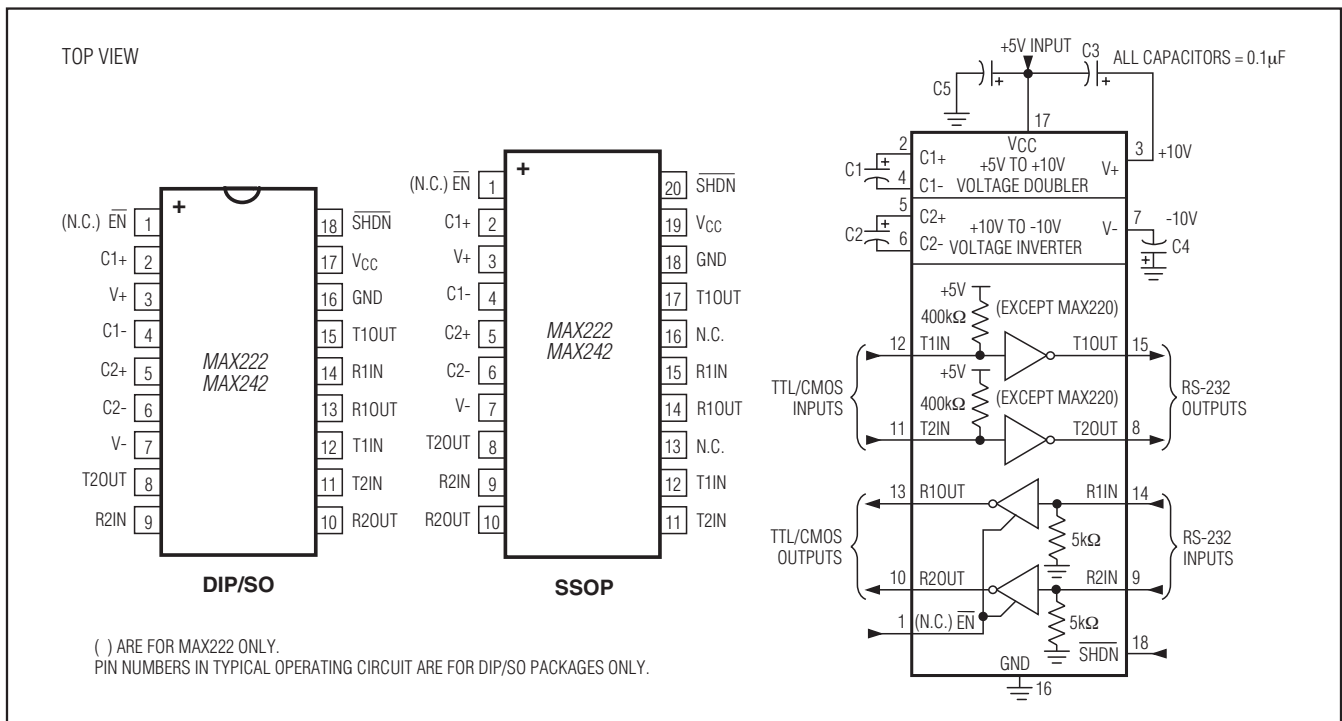 TOP VIEW
+
(N.C.) EN 1
C1+ 2
V+ 3
C1- 4
C2+ 5
C2- 6
V- 7
T2OUT 8
R2IN 9
18 SHDN
17 VCC
16 GND
15 T1OUT
14 R1IN
13 R1OUT
12 T1IN
11 T2IN
10 R2OUT
MAX222
MAX242
DIP/SO
+
(N.C.) EN 1
C1+ 2
V+ 3
C1- 4
C2+ 5
C2- 6
V- 7
T2OUT 8
R2IN 9
R2OUT 10
20 SHDN
19 VCC
18 GND
17 T1OUT
16 N.C.
15 R1IN
14 R1OUT
13 N.C.
12 T1IN
11 T2IN
MAX222
MAX242
SSOP
( ) ARE FOR MAX222 ONLY.
PIN NUMBERS IN TYPICAL OPERATING CIRCUIT ARE FOR DIP/SO PACKAGES ONLY.
+5V INPUT
C3
ALL CAPACITORS = 0.1μF
C5
+
+
17
VCC
+5V TO +10V
VOLTAGE DOUBLER
2
C1+
C1
+
4
C1-
V+
3
+10V
5
C2+
C2
+
6
C2-
+10V TO -10V
VOLTAGE INVERTER
V-
7
-10V
C4
+
+5V
400kΩ
(EXCEPT MAX220)
12
T1IN
T1OUT
15
+5V
400kΩ
(EXCEPT MAX220)
11
T2IN
T2OUT
8
TTL/CMOS
INPUTS
RS-232
OUTPUTS
13
R1OUT
R1IN
14
5kΩ
10
R2OUT
R2IN
9
5kΩ
TTL/CMOS
OUTPUTS
RS-232
INPUTS
1
(N.C.) EN
SHDN
18
GND
16